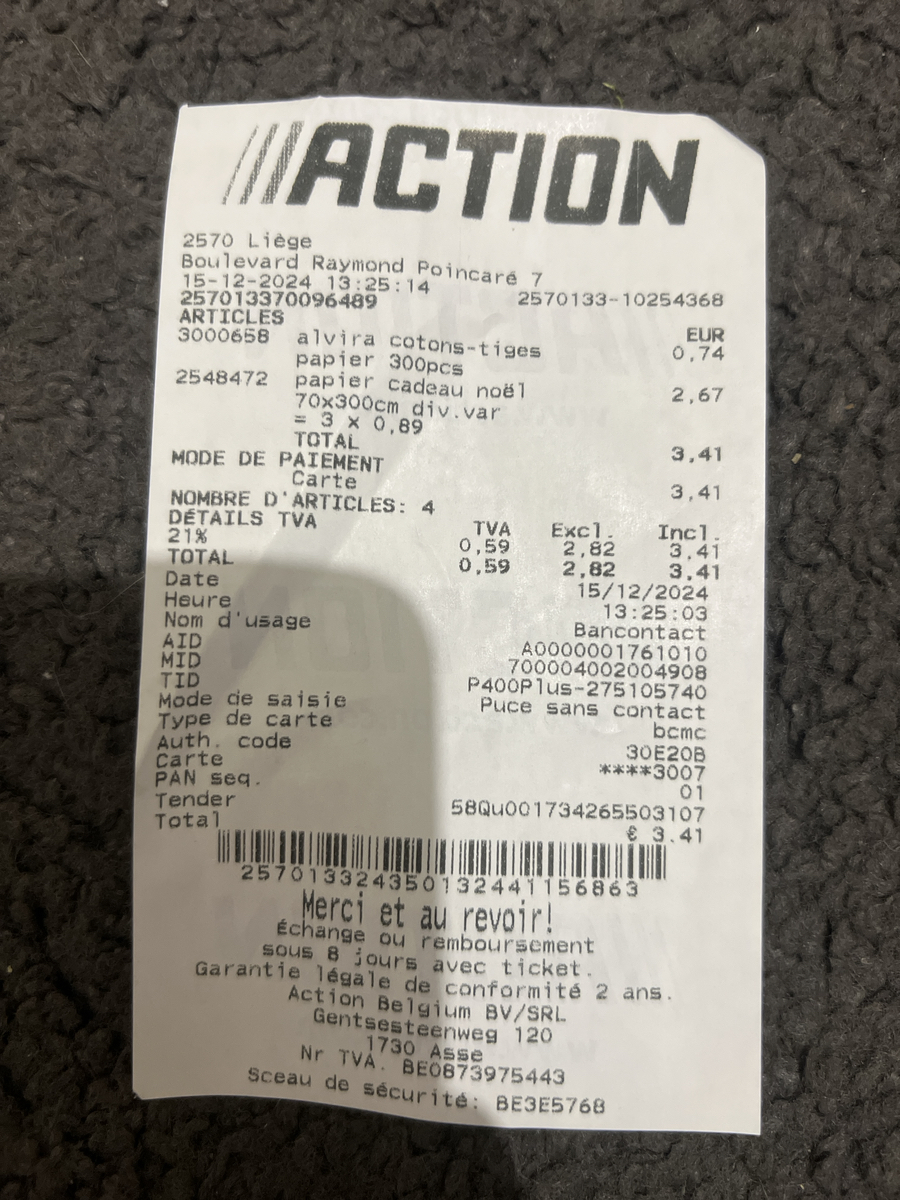 ACTION
2570 Liège
Boulevard Raymond Poincaré 7
15-12-2024 13:25:14
257013370096489 2570133-10254368
ARTICLES EUR
3000658 alvira cotons-tiges 0,74
papier 300pcs
2548472 papier cadeau noël 2,67
70x300cm div.var
= 3 x 0,89
TOTAL 3,41
MODE DE PAIEMENT
Carte 3,41
NOMBRE D'ARTICLES: 4
DÉTAILS TVA TVA Excl. Incl.
21% 0,59 2,82 3,41
TOTAL 0,59 2,82 3,41
Date 15/12/2024
Heure 13:25:03
Nom d'usage Bancontact
AID A0000001761010
MID 700004002004908
TID P400Plus-275105740
Mode de saisie Puce sans contact
Type de carte bcmc
Auth. code 30E20B
Carte ****3007
PAN seq. 01
Tender 58Qu001734265503107
Total € 3.41
257013324350132441156863
Merci et au revoir!
Échange ou remboursement
sous 8 jours avec ticket.
Garantie légale de conformité 2 ans.
Action Belgium BV/SRL
Gentsesteenweg 120
1730 Asse
Nr TVA. BE0873975443
Sceau de sécurité: BE3E5768